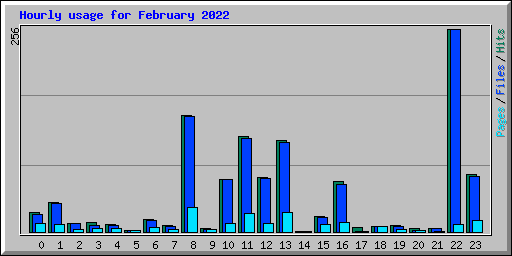 Hourly usage for February 2022
256
Pages/Files/Hits
0 1 2 3 4 5 6 7 8 9 10 11 12 13 14 15 16 17 18 19 20 21 22 23